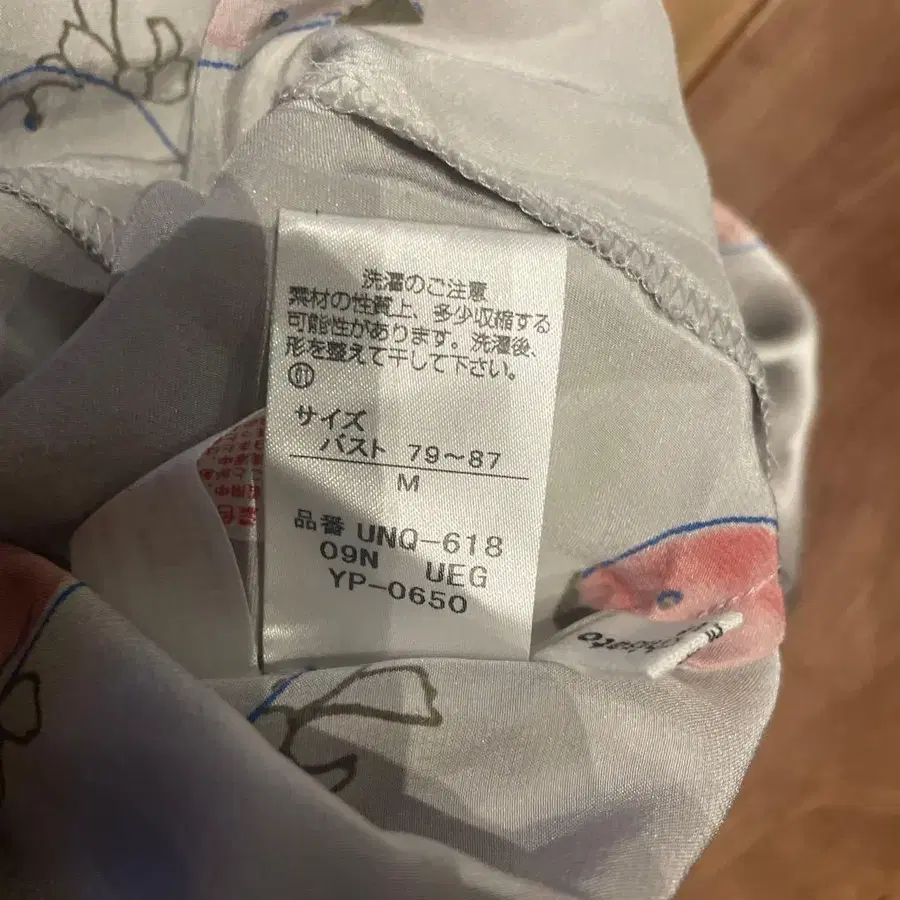 洗濯のご注意
素材の性質上、多少収縮する
可能性があります。洗濯後、
形を整えて干して下さい。
⑪
サイズ
バスト 79〜87
M
品番 UNQ-618
09N UEG
YP-0650